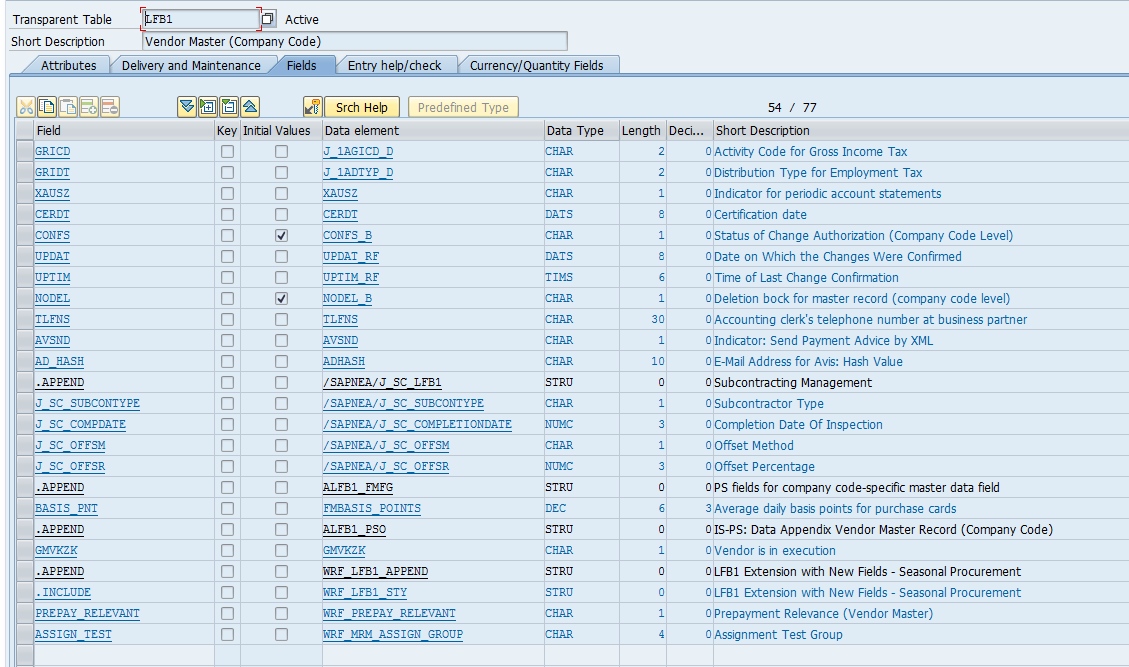 Transparent Table LFB1 Active
Short Description Vendor Master (Company Code)
Attributes Delivery and Maintenance Fields Entry help/check Currency/Quantity Fields
Srch Help Predefined Type 54 / 77
Field Key Initial Values Data element Data Type Length Deci... Short Description
GRICD J_1AGICD_D CHAR 2 0 Activity Code for Gross Income Tax
GRIDT J_1ADTYP_D CHAR 2 0 Distribution Type for Employment Tax
XAUSZ XAUSZ CHAR 1 0 Indicator for periodic account statements
CERDT CERDT DATS 8 0 Certification date
CONFS CONFS_B CHAR 1 0 Status of Change Authorization (Company Code Level)
UPDAT UPDAT_RF DATS 8 0 Date on Which the Changes Were Confirmed
UPTIM UPTIM_RF TIMS 6 0 Time of Last Change Confirmation
NODEL NODEL_B CHAR 1 0 Deletion bock for master record (company code level)
TLFNS TLFNS CHAR 30 0 Accounting clerk's telephone number at business partner
AVSND AVSND CHAR 1 0 Indicator: Send Payment Advice by XML
AD_HASH ADHASH CHAR 10 0 E-Mail Address for Avis: Hash Value
.APPEND /SAPNEA/J_SC_LFB1 STRU 0 0 Subcontracting Management
J_SC_SUBCONTYPE /SAPNEA/J_SC_SUBCONTYPE CHAR 1 0 Subcontractor Type
J_SC_COMPDATE /SAPNEA/J_SC_COMPLETIONDATE NUMC 3 0 Completion Date Of Inspection
J_SC_OFFSM /SAPNEA/J_SC_OFFSM CHAR 1 0 Offset Method
J_SC_OFFSR /SAPNEA/J_SC_OFFSR NUMC 3 0 Offset Percentage
.APPEND ALFB1_FMFG STRU 0 0 PS fields for company code-specific master data field
BASIS_PNT FMBASIS_POINTS DEC 6 3 Average daily basis points for purchase cards
.APPEND ALFB1_PSO STRU 0 0 IS-PS: Data Appendix Vendor Master Record (Company Code)
GMVKZK GMVKZK CHAR 1 0 Vendor is in execution
.APPEND WRF_LFB1_APPEND STRU 0 0 LFB1 Extension with New Fields - Seasonal Procurement
.INCLUDE WRF_LFB1_STY STRU 0 0 LFB1 Extension with New Fields - Seasonal Procurement
PREPAY_RELEVANT WRF_PREPAY_RELEVANT CHAR 1 0 Prepayment Relevance (Vendor Master)
ASSIGN_TEST WRF_MRM_ASSIGN_GROUP CHAR 4 0 Assignment Test Group